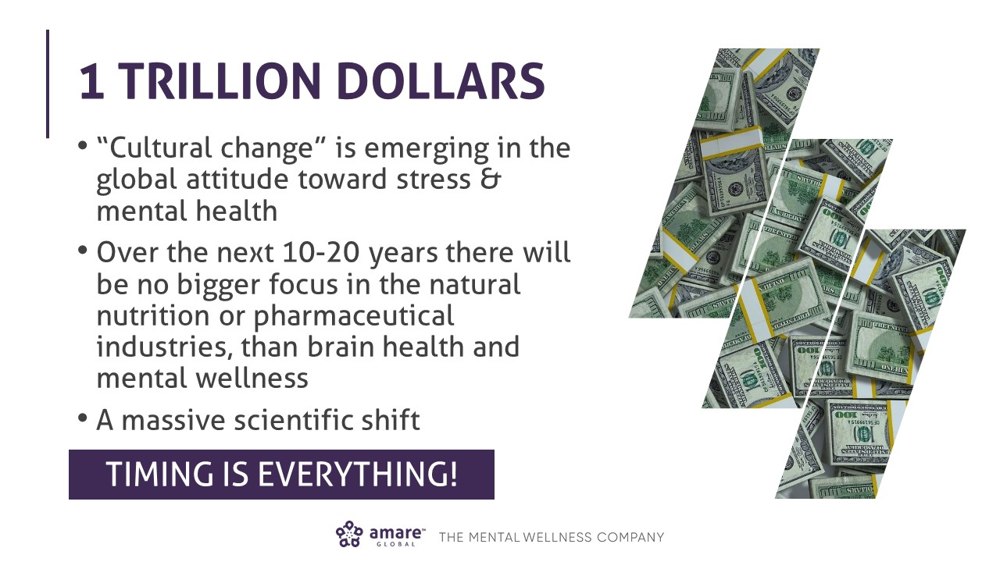 1 TRILLION DOLLARS
• “Cultural change” is emerging in the
global attitude toward stress &
mental health
• Over the next 10-20 years there will
be no bigger focus in the natural
nutrition or pharmaceutical
industries, than brain health and
mental wellness
• A massive scientific shift
TIMING IS EVERYTHING!
amare™
GLOBAL
THE MENTAL WELLNESS COMPANY